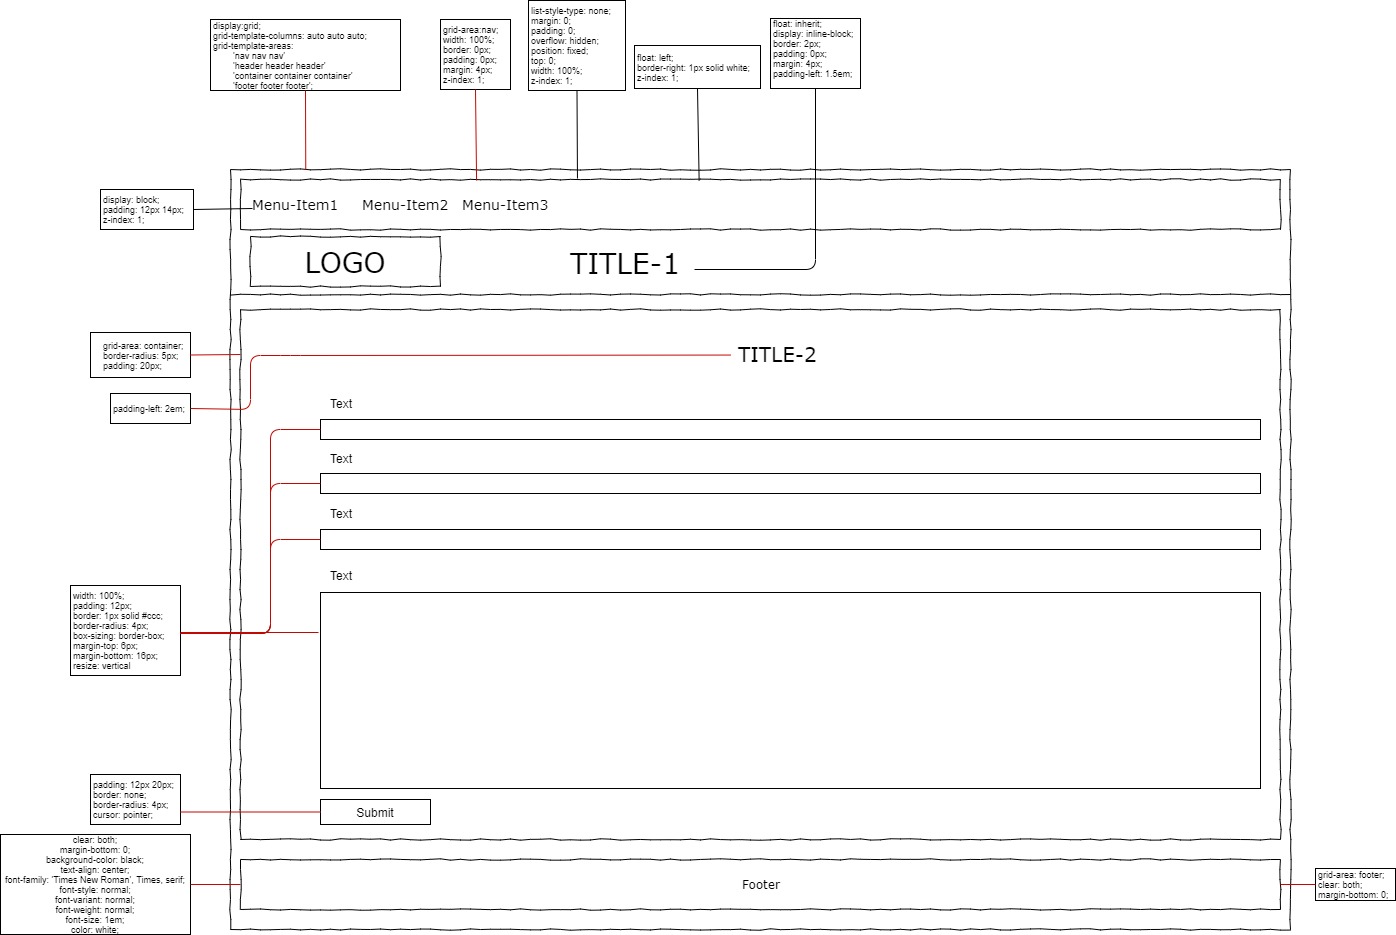 display:grid;
grid-template-columns: auto auto auto;
grid-template-areas:
'nav nav nav'
'header header header'
'container container container'
'footer footer footer';
grid-area:nav;
width: 100%;
border: 0px;
padding: 0px;
margin: 4px;
z-index: 1;
list-style-type: none;
margin: 0;
padding: 0;
overflow: hidden;
position: fixed;
top: 0;
width: 100%;
z-index: 1;
float: left;
border-right: 1px solid white;
z-index: 1;
float: inherit;
display: inline-block;
border: 2px;
padding: 0px;
margin: 4px;
padding-left: 1.5em;
display: block;
padding: 12px 14px;
z-index: 1;
Menu-Item1 Menu-Item2 Menu-Item3
LOGO
TITLE-1
grid-area: container;
border-radius: 5px;
padding: 20px;
TITLE-2
padding-left: 2em;
Text
Text
Text
Text
width: 100%;
padding: 12px;
border: 1px solid #ccc;
border-radius: 4px;
box-sizing: border-box;
margin-top: 6px;
margin-bottom: 16px;
resize: vertical
padding: 12px 20px;
border: none;
border-radius: 4px;
cursor: pointer;
Submit
clear: both;
margin-bottom: 0;
background-color: black;
text-align: center;
font-family: 'Times New Roman', Times, serif;
font-style: normal;
font-variant: normal;
font-weight: normal;
font-size: 1em;
color: white;
Footer
grid-area: footer;
clear: both;
margin-bottom: 0;